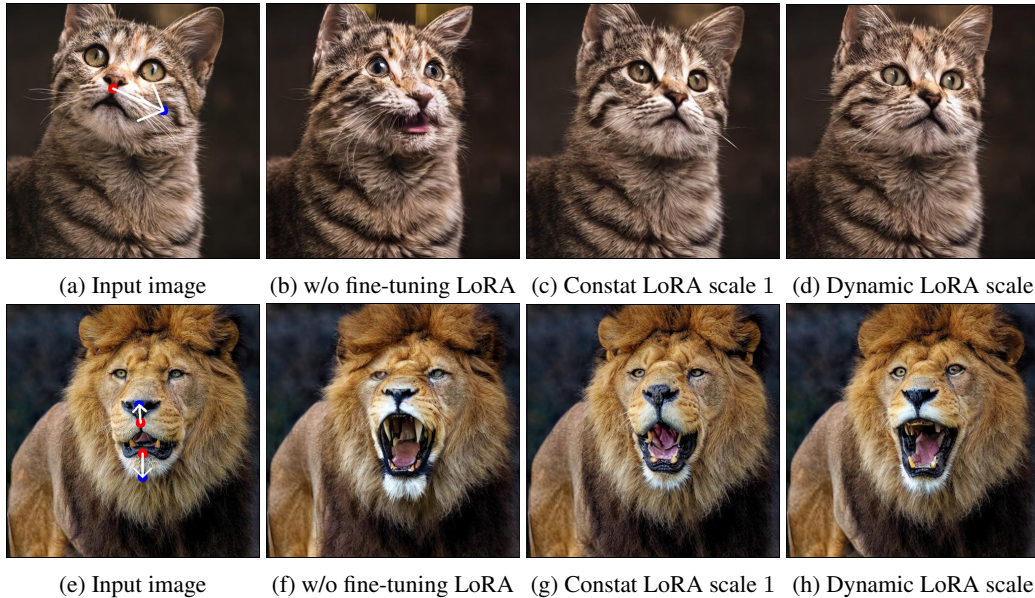 (a) Input image
(b) w/o fine-tuning LoRA
(c) Constat LoRA scale 1
(d) Dynamic LoRA scale
(e) Input image
(f) w/o fine-tuning LoRA
(g) Constat LoRA scale 1
(h) Dynamic LoRA scale